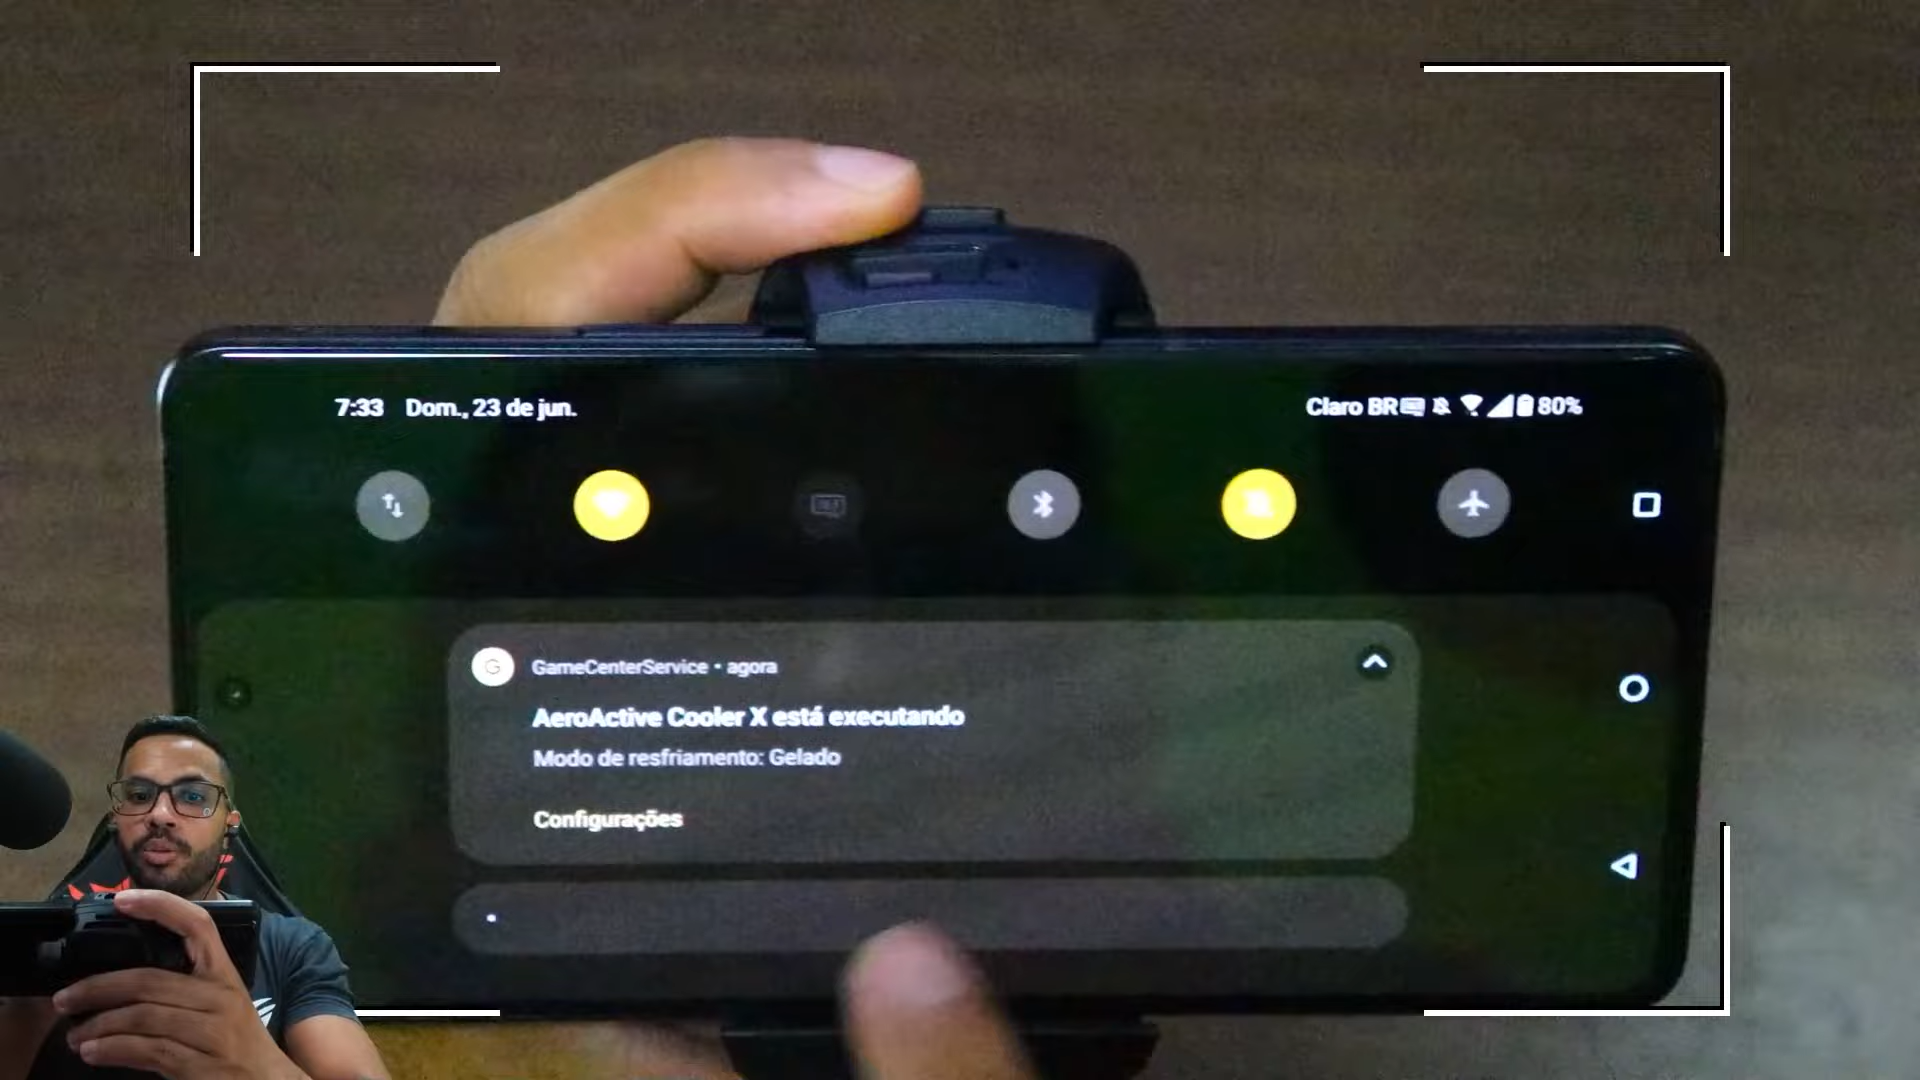 7:33 Dom., 23 de jun.
Claro BR 80%
GameCenterService • agora
AeroActive Cooler X está executando
Modo de resfriamento: Gelado
Configurações